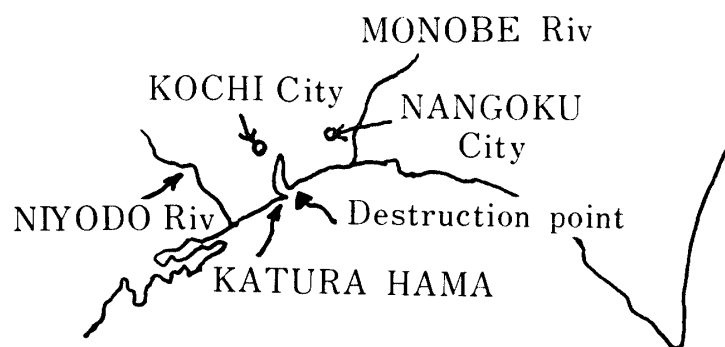 MONOBE Riv
KOCHI City
NANGOKU
City
NIYODO Riv
Destruction point
KATURA HAMA